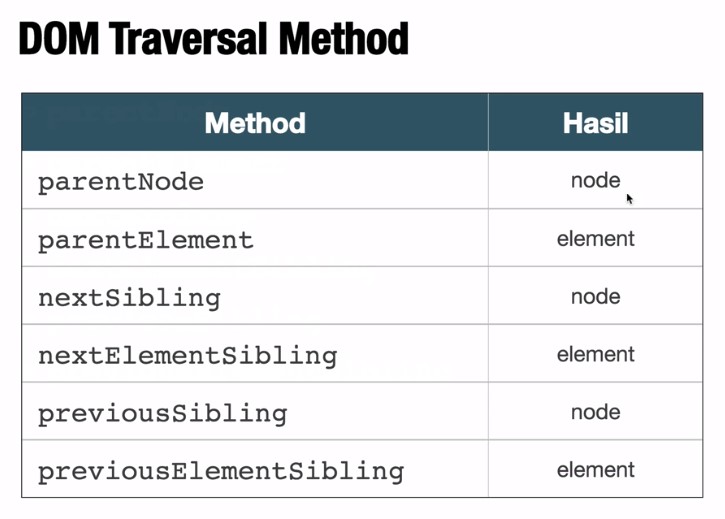 DOM Traversal Method
Method Hasil
parentNode node
parentElement element
nextSibling node
nextElementSibling element
previousSibling node
previousElementSibling element